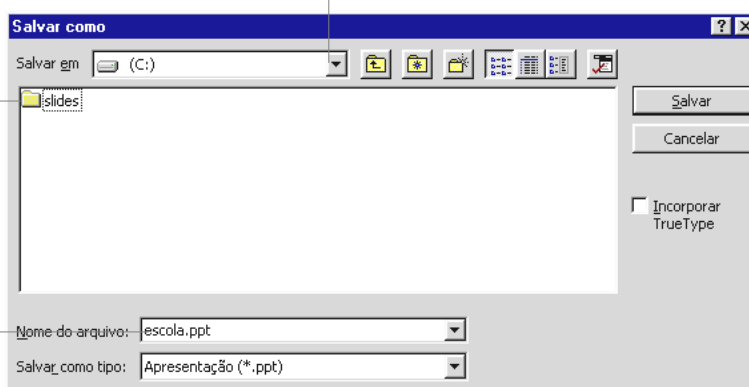 Salvar como
Salvar em (C:)
slides
Salvar
Cancelar
Incorporar
TrueType
Nome do arquivo: escola.ppt
Salvar como tipo: Apresentação (*.ppt)